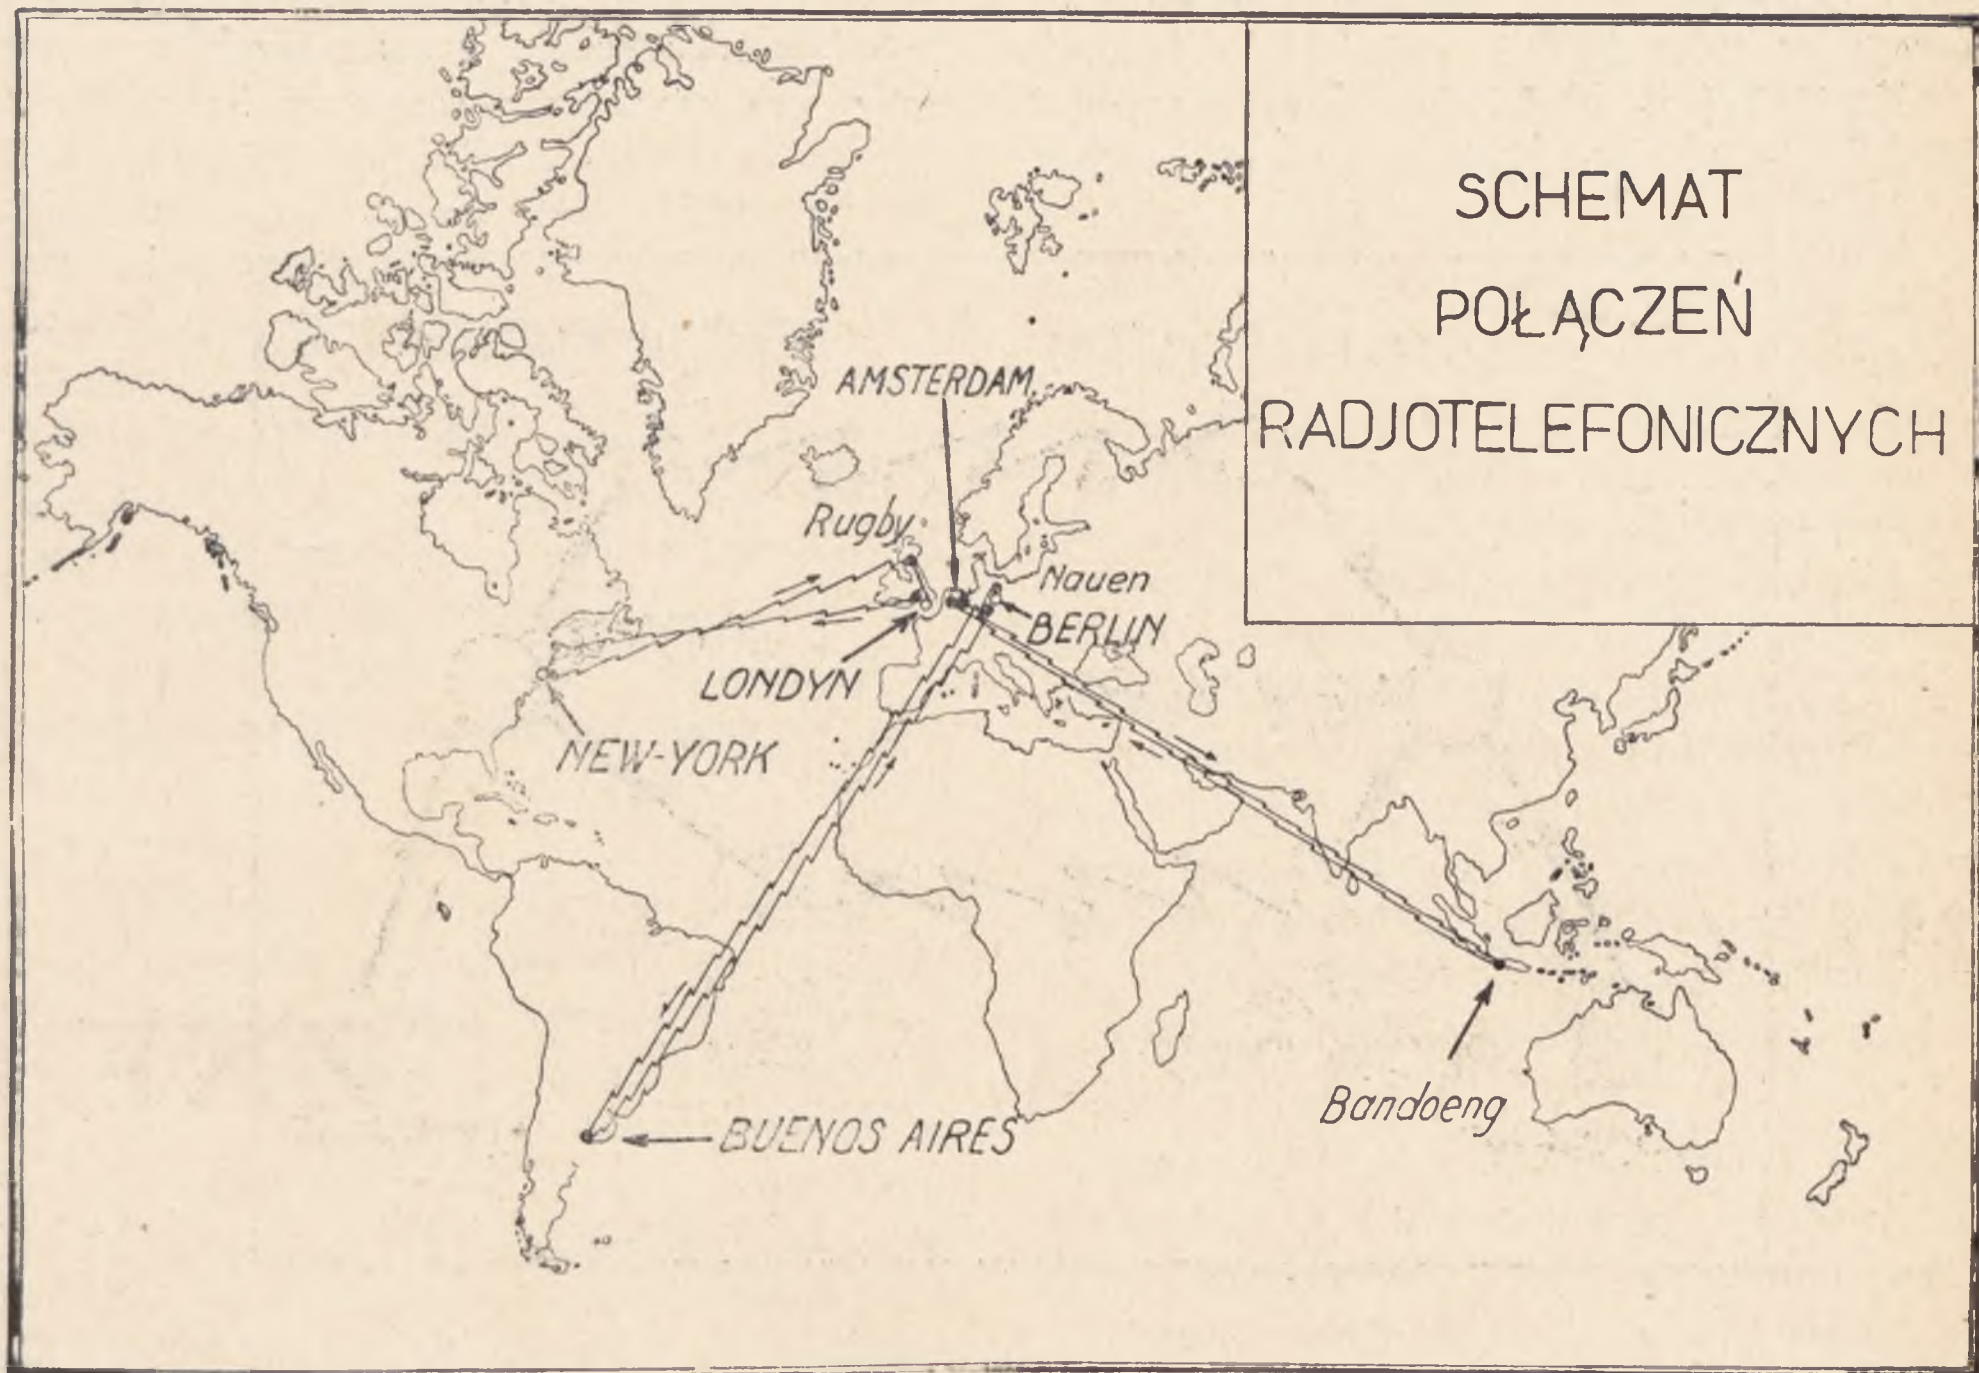 SCHEMAT
POŁĄCZEŃ
RADJOTELEFONICZNYCH
AMSTERDAM
Rugby
Nauen
BERLIN
LONDYN
NEW-YORK
Bandoeng
BUENOS AIRES